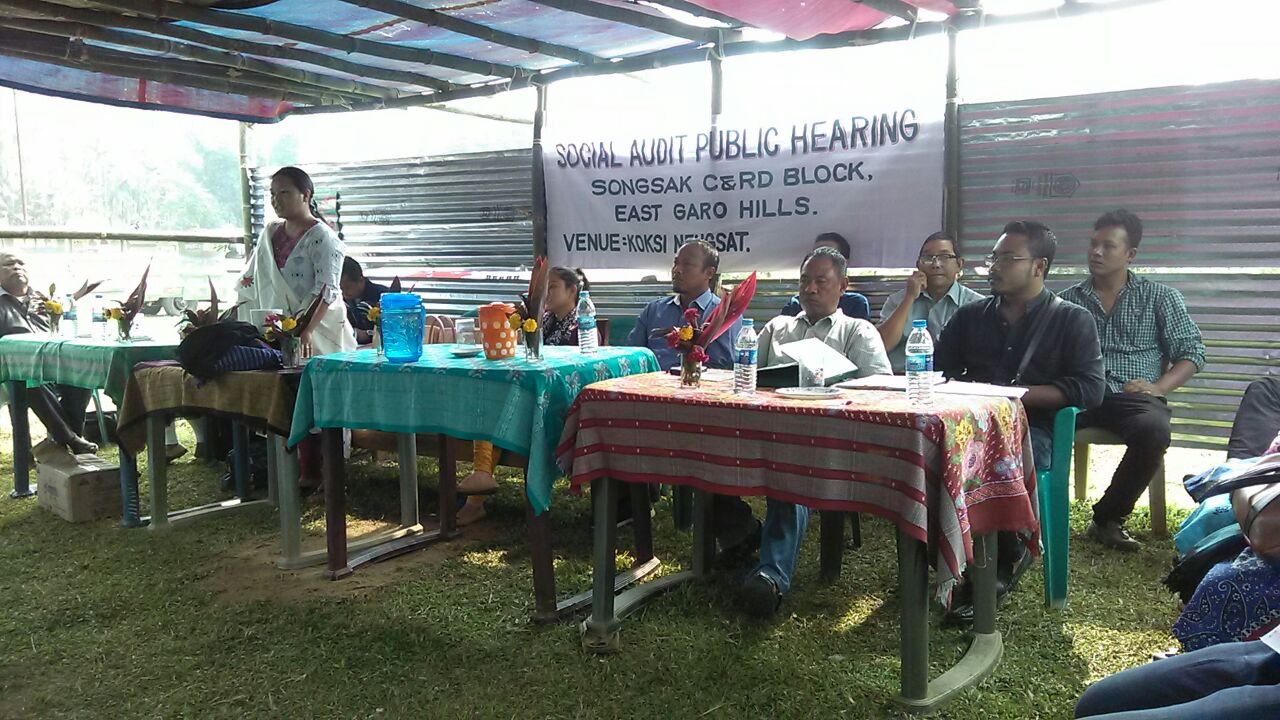 SOCIAL AUDIT PUBLIC HEARING
SONGSAK C&RD BLOCK,
EAST GARO HILLS.
VENUE:KOKSI NENGSAT.